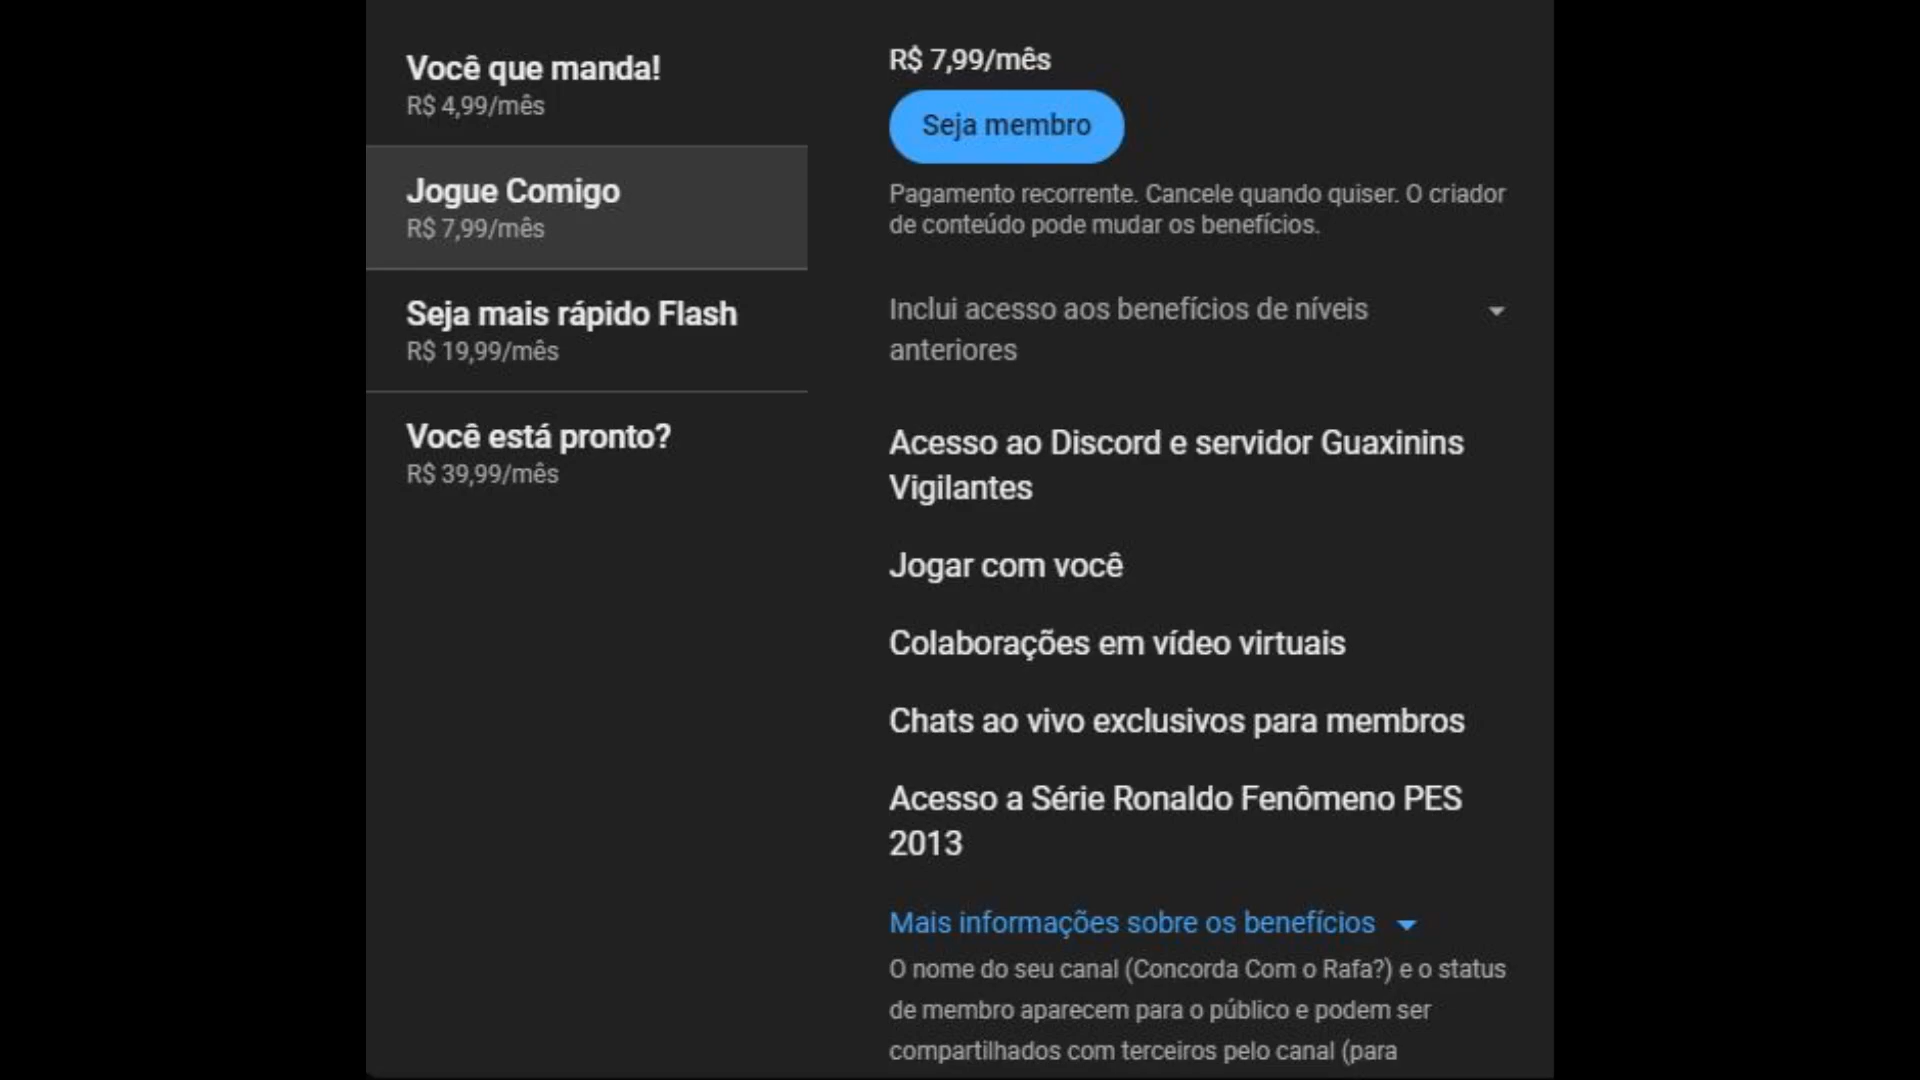 Você que manda!
R$ 4,99/mês
Jogue Comigo
R$ 7,99/mês
Seja mais rápido Flash
R$ 19,99/mês
Você está pronto?
R$ 39,99/mês
R$ 7,99/mês
Seja membro
Pagamento recorrente. Cancele quando quiser. O criador
de conteúdo pode mudar os benefícios.
Inclui acesso aos benefícios de níveis
anteriores
Acesso ao Discord e servidor Guaxinins
Vigilantes
Jogar com você
Colaborações em vídeo virtuais
Chats ao vivo exclusivos para membros
Acesso a Série Ronaldo Fenômeno PES
2013
Mais informações sobre os benefícios
O nome do seu canal (Concorda Com o Rafa?) e o status
de membro aparecem para o público e podem ser
compartilhados com terceiros pelo canal (para